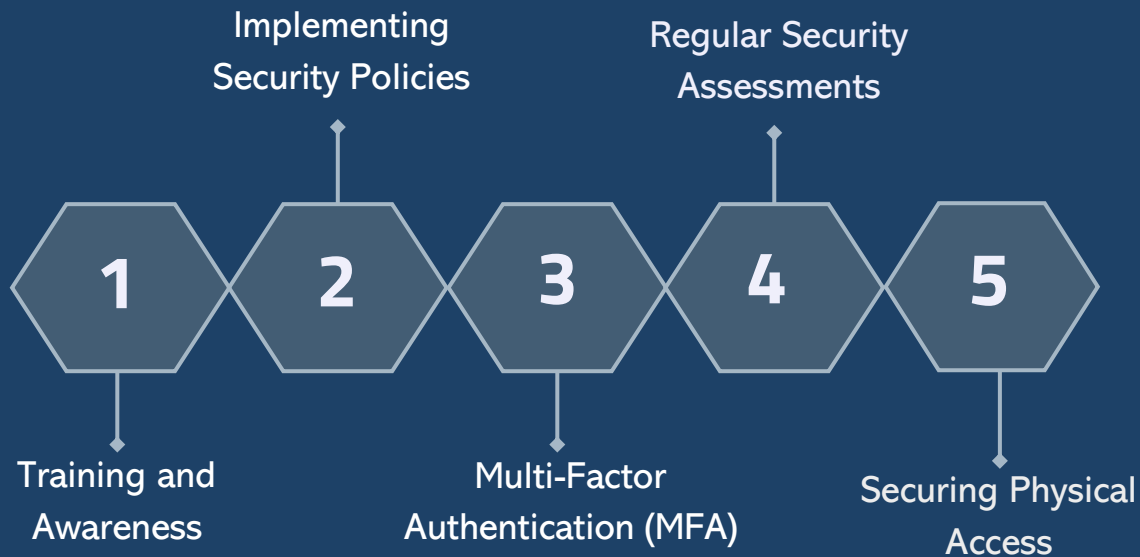 Implementing
Security Policies
Regular Security
Assessments
1
2
3
4
5
Training and
Awareness
Multi-Factor
Authentication (MFA)
Securing Physical
Access